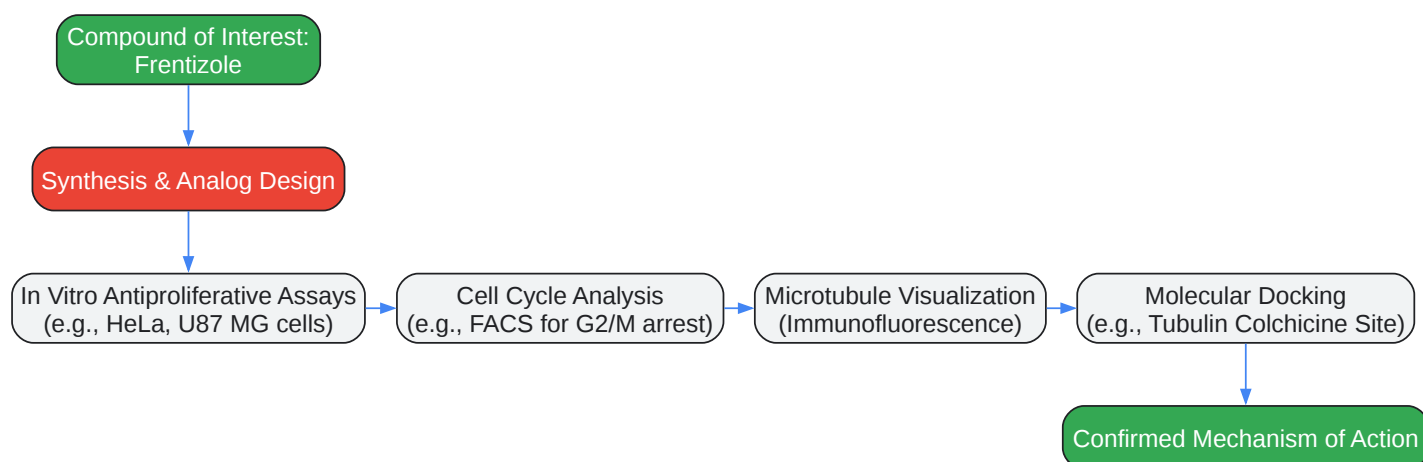 Compound of Interest:
Frentizole
Synthesis & Analog Design
In Vitro Antiproliferative Assays
(e.g., HeLa, U87 MG cells)
Cell Cycle Analysis
(e.g., FACS for G2/M arrest)
Microtubule Visualization
(Immunofluorescence)
Molecular Docking
(e.g., Tubulin Colchicine Site)
Confirmed Mechanism of Action